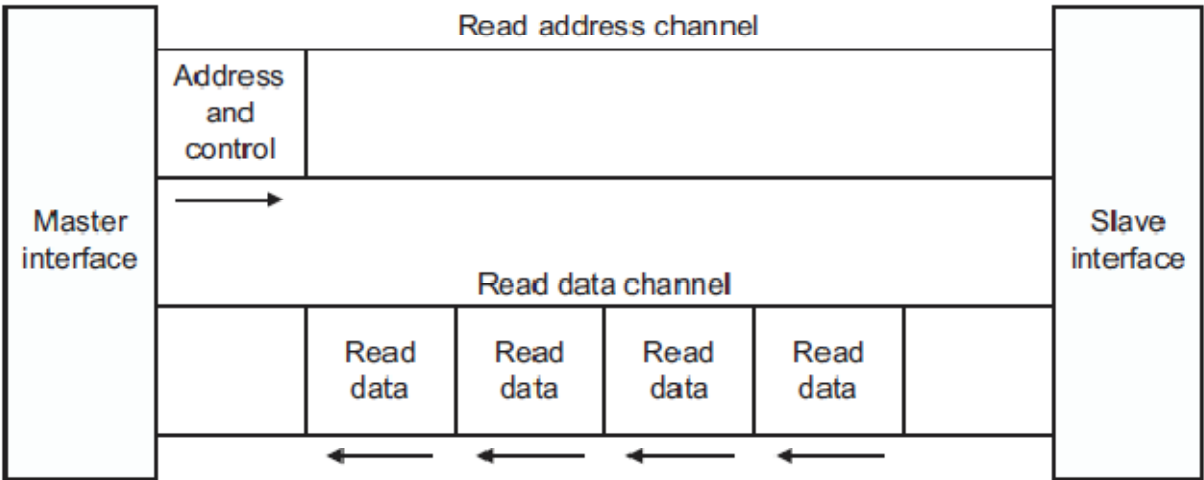 Read address channel
Address
and
control
Master
interface
Slave
interface
Read data channel
Read
data
Read
data
Read
data
Read
data